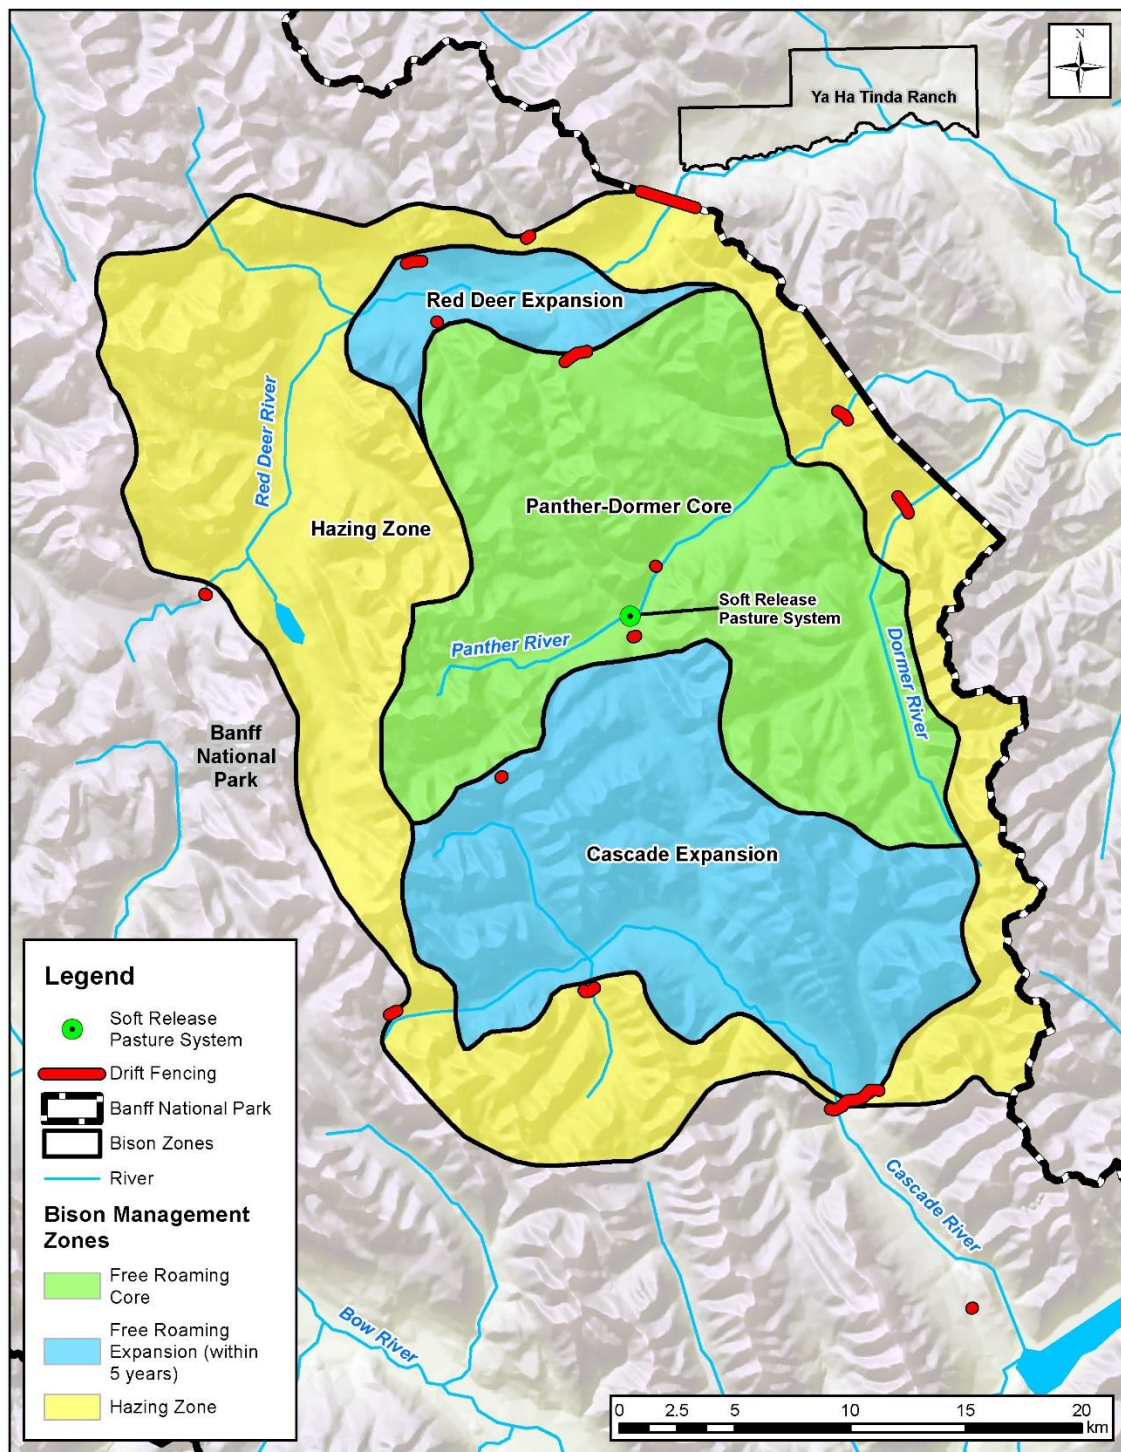 N
Ya Ha Tinda Ranch
Red Deer Expansion
Red Deer River
Hazing Zone
Panther-Dormer Core
Soft Release
Pasture System
Panther River
Dormer River
Banff
National
Park
Cascade Expansion
Cascade River
Bow River
Legend
Soft Release
Pasture System
Drift Fencing
Banff National Park
Bison Zones
River
Bison Management
Zones
Free Roaming
Core
Free Roaming
Expansion (within
5 years)
Hazing Zone
0 2.5 5 10 15 20
km